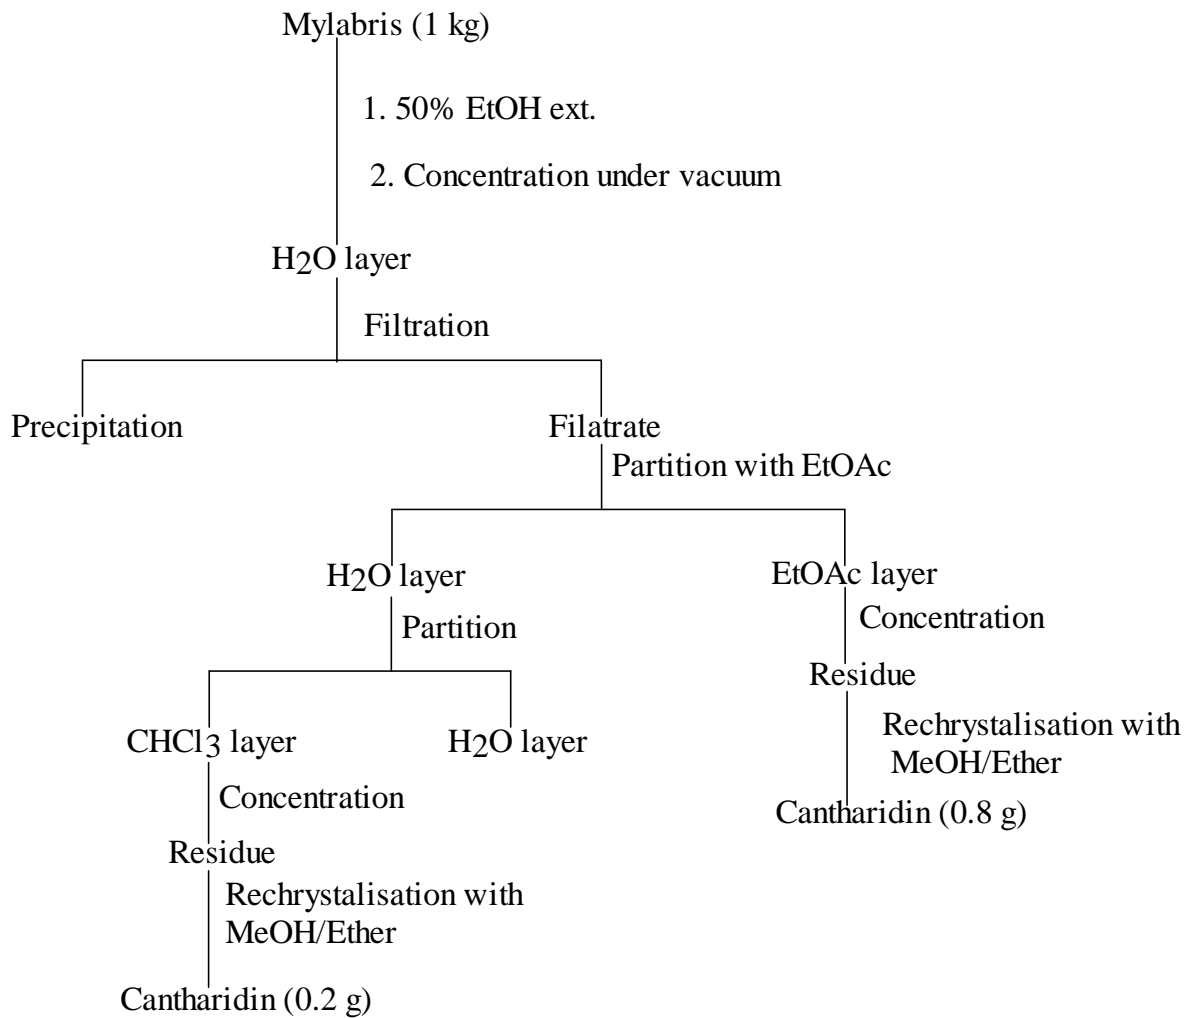 Mylabris (1 kg)
1. 50% EtOH ext.
2. Concentration under vacuum
H2O layer
Filtration
Precipitation
Filatrate
Partition with EtOAc
H2O layer
EtOAc layer
Partition
Concentration
Residue
CHCl3 layer
H2O layer
Rechrystalisation with
MeOH/Ether
Concentration
Cantharidin (0.8 g)
Residue
Rechrystalisation with
MeOH/Ether
Cantharidin (0.2 g)